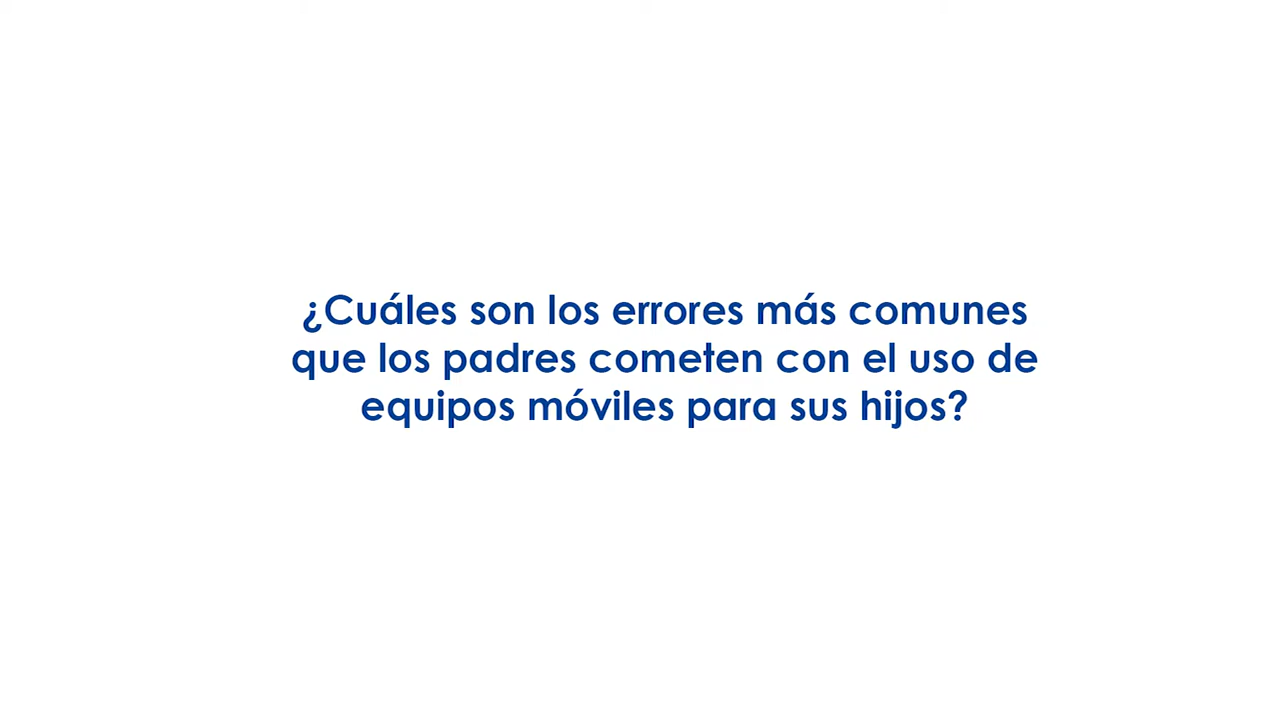 ¿Cuáles son los errores más comunes
que los padres cometen con el uso de
equipos móviles para sus hijos?